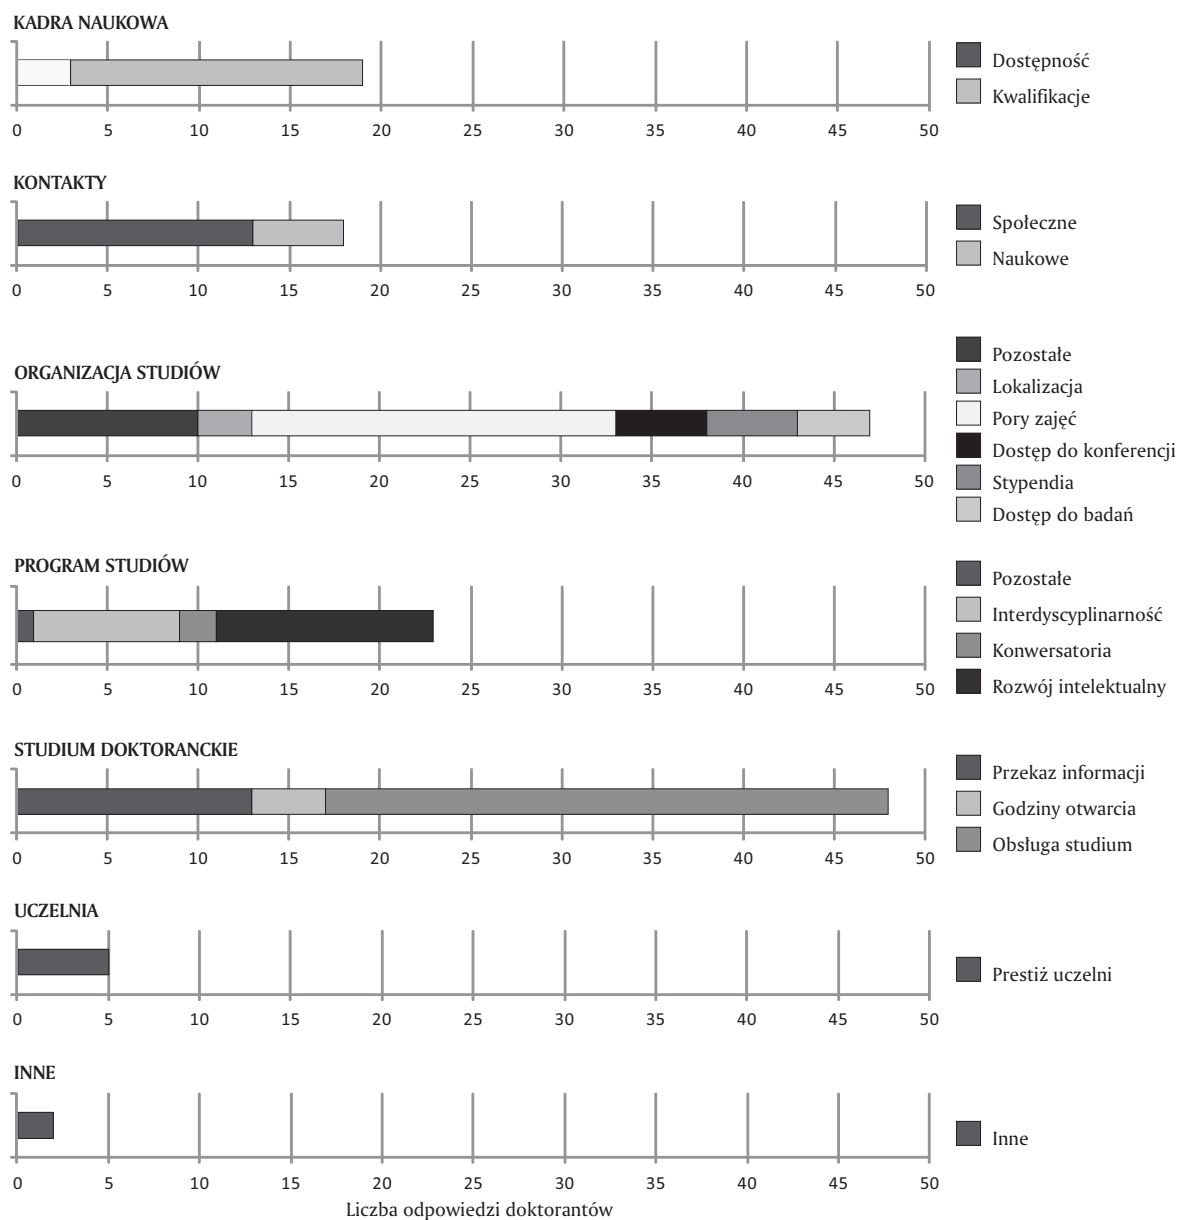 KADRA NAUKOWA
Dostępność
Kwalifikacje
0 5 10 15 20 25 30 35 40 45 50
KONTAKTY
Społeczne
Naukowe
0 5 10 15 20 25 30 35 40 45 50
ORGANIZACJA STUDIÓW
Pozostałe
Lokalizacja
Pory zajęć
Dostęp do konferencji
Stypendia
Dostęp do badań
0 5 10 15 20 25 30 35 40 45 50
PROGRAM STUDIÓW
Pozostałe
Interdyscyplinarność
Konwersatoria
Rozwój intelektualny
0 5 10 15 20 25 30 35 40 45 50
STUDIUM DOKTORANCKIE
Przekaz informacji
Godziny otwarcia
Obsługa studium
0 5 10 15 20 25 30 35 40 45 50
UCZELNIA
Prestiż uczelni
0 5 10 15 20 25 30 35 40 45 50
INNE
Inne
0 5 10 15 20 25 30 35 40 45 50
Liczba odpowiedzi doktorantów